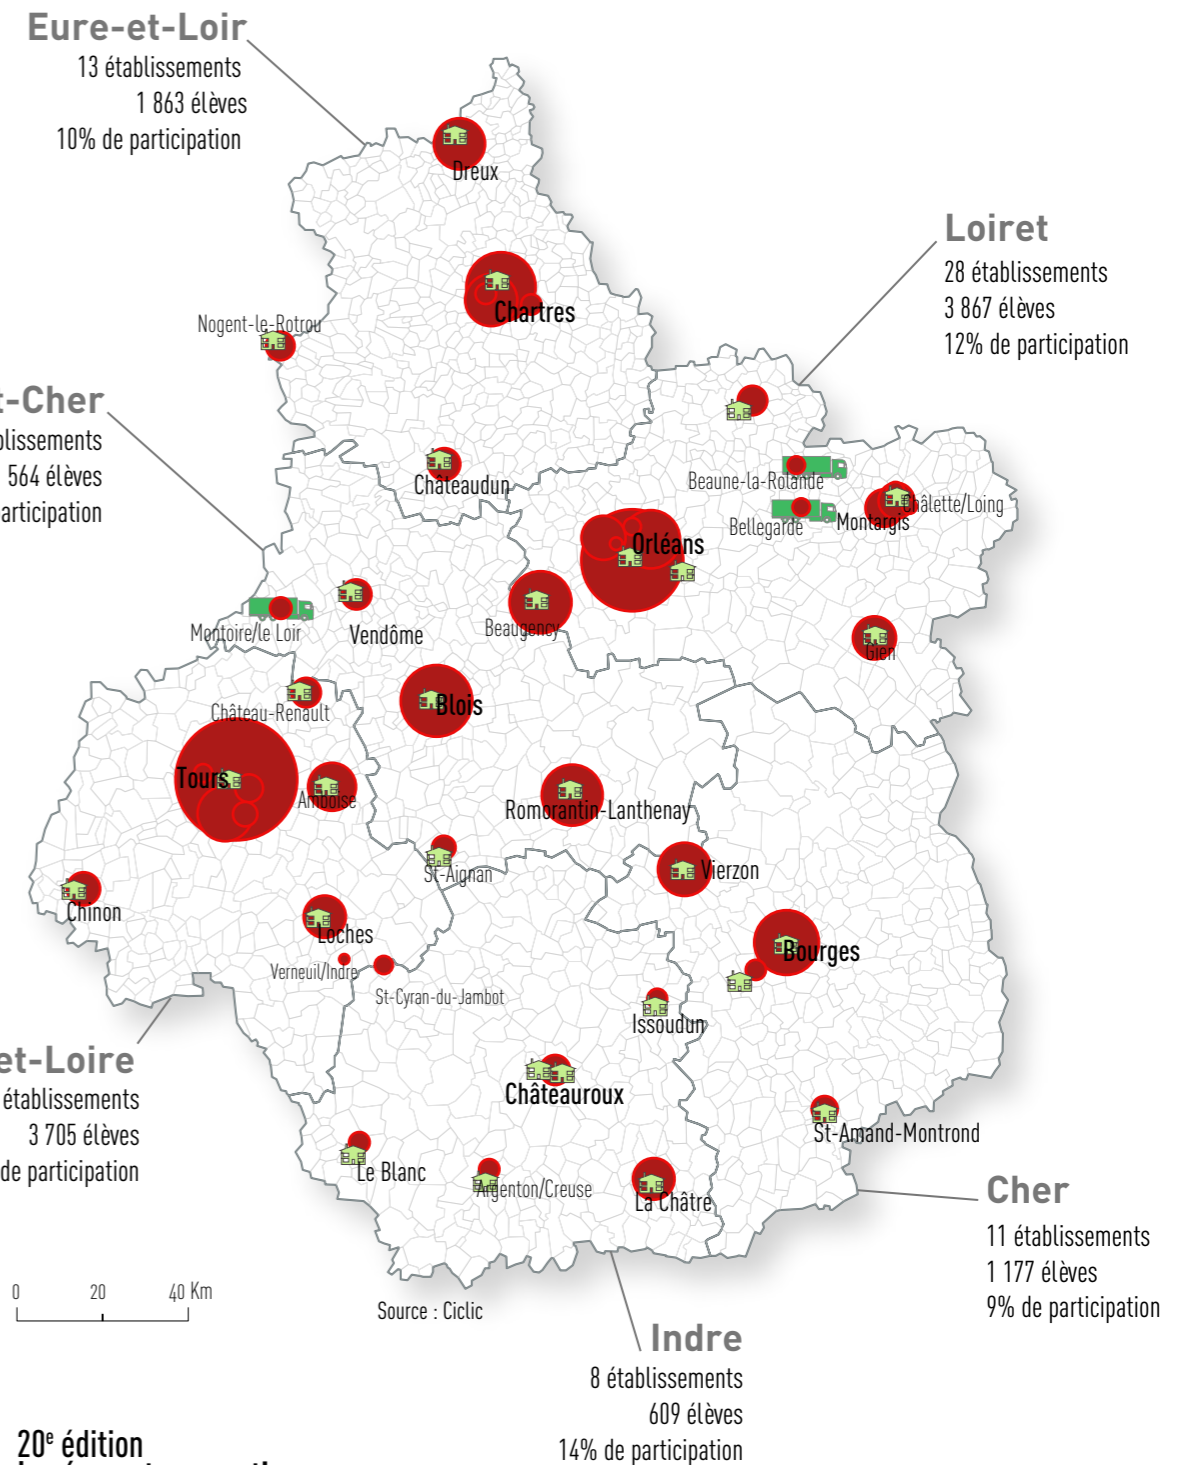 Eure-et-Loir
13 établissements
1 863 élèves
10% de participation
Dreux
Chartres
Nogent-le-Rotrou
Châteaudun
Loiret
28 établissements
3 867 élèves
12% de participation
t-Cher
blissements
564 élèves
articipation
Beaune-la-Rolande
Bellegarde
Montargis
Châlette/Loing
Orléans
Beaugency
Gien
Montoire/le Loir
Vendôme
Château-Renault
Blois
Tours
Amboise
Romorantin-Lanthenay
St-Aignan
Vierzon
Chinon
Loches
Bourges
Verneuil/Indre
St-Cyran-du-Jambot
Issoudun
et-Loire
établissements
3 705 élèves
de participation
Châteauroux
St-Amand-Montrond
Le Blanc
Argenton/Creuse
La Châtre
Cher
11 établissements
1 177 élèves
9% de participation
0 20 40 Km
Source : Ciclic
Indre
8 établissements
609 élèves
14% de participation
20e édition